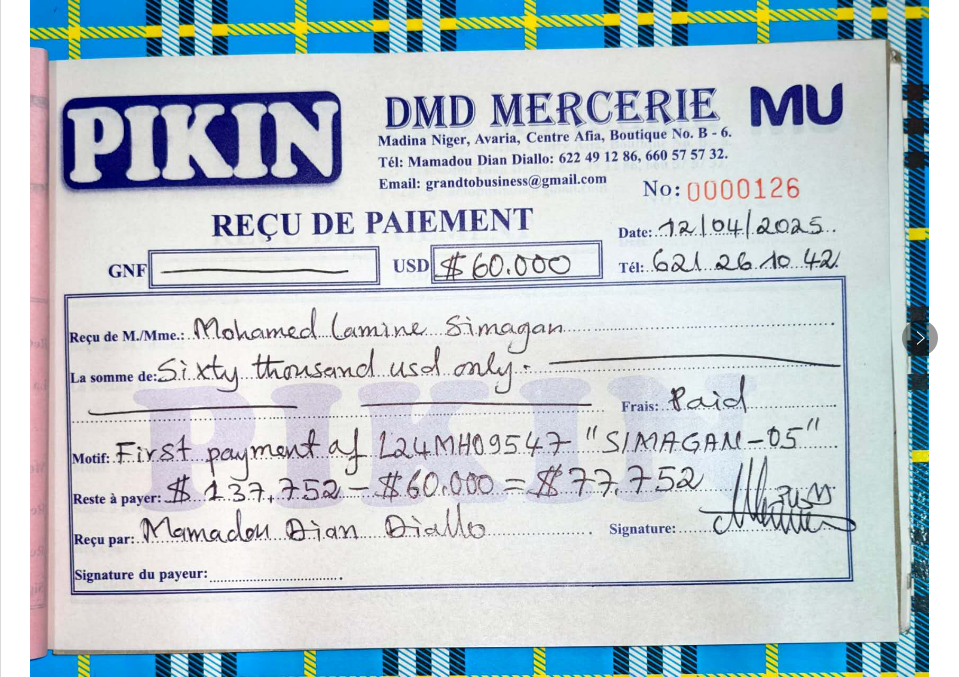 PIKIN
DMD MERCERIE MU
Madina Niger, Avaria, Centre Afia, Boutique No. B - 6.
Tél: Mamadou Dian Diallo: 622 49 12 86, 660 57 57 32.
Email: grandtobusiness@gmail.com
No: 0000126
REÇU DE PAIEMENT
Date: 12/04/2025
GNF
USD $ 60.000
Tél: 621 26 10 42
Reçu de M./Mme.: Mohamed Lamine Simagan
La somme de: Sixty thousand usd only.
Frais: Paid
Motif: First payment of L24MH09547 "SIMAGAN-05"
Reste à payer: $ 137,752 - $60.000 = $77,752
Reçu par: Mamadou Dian Diallo
Signature:
Signature du payeur:
PIKIN